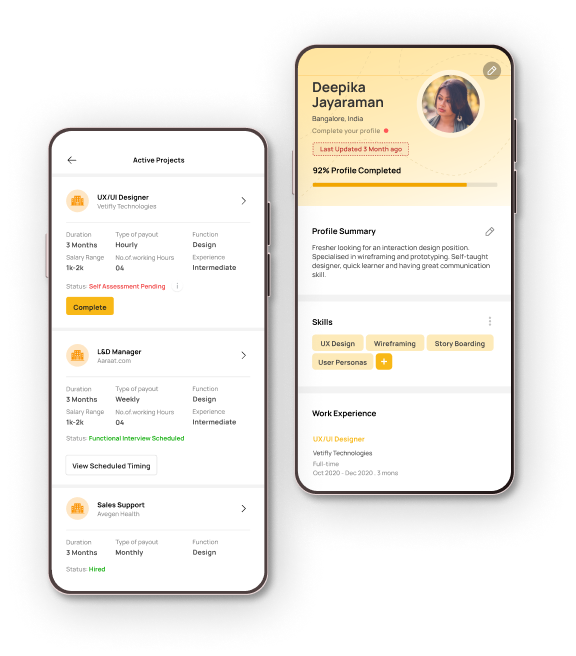 Active Projects
UX/UI Designer
Vetifly Technologies
Duration Type of payout Function
3 Months Hourly Design
Salary Range No.of.working Hours Experience
1k-2k 04 Intermediate
Status: Self Assessment Pending i
Complete
L&D Manager
Aaraat.com
Duration Type of payout Function
3 Months Weekly Design
Salary Range No.of.working Hours Experience
1k-2k 04 Intermediate
Status: Functional Interview Scheduled
View Scheduled Timing
Sales Support
Avegen Health
Duration Type of payout Function
3 Months Monthly Design
Status: Hired
Deepika
Jayaraman
Bangalore, India
Complete your profile
Last Updated 3 Month ago
92% Profile Completed
Profile Summary
Fresher looking for an interaction design position.
Specialised in wireframing and prototyping. Self-taught
designer, quick learner and having great communication
skill.
Skills
UX Design Wireframing Story Boarding
User Personas +
Work Experience
UX/UI Designer
Vetifly Technologies
Full-time
Oct 2020 - Dec 2020 . 3 mons